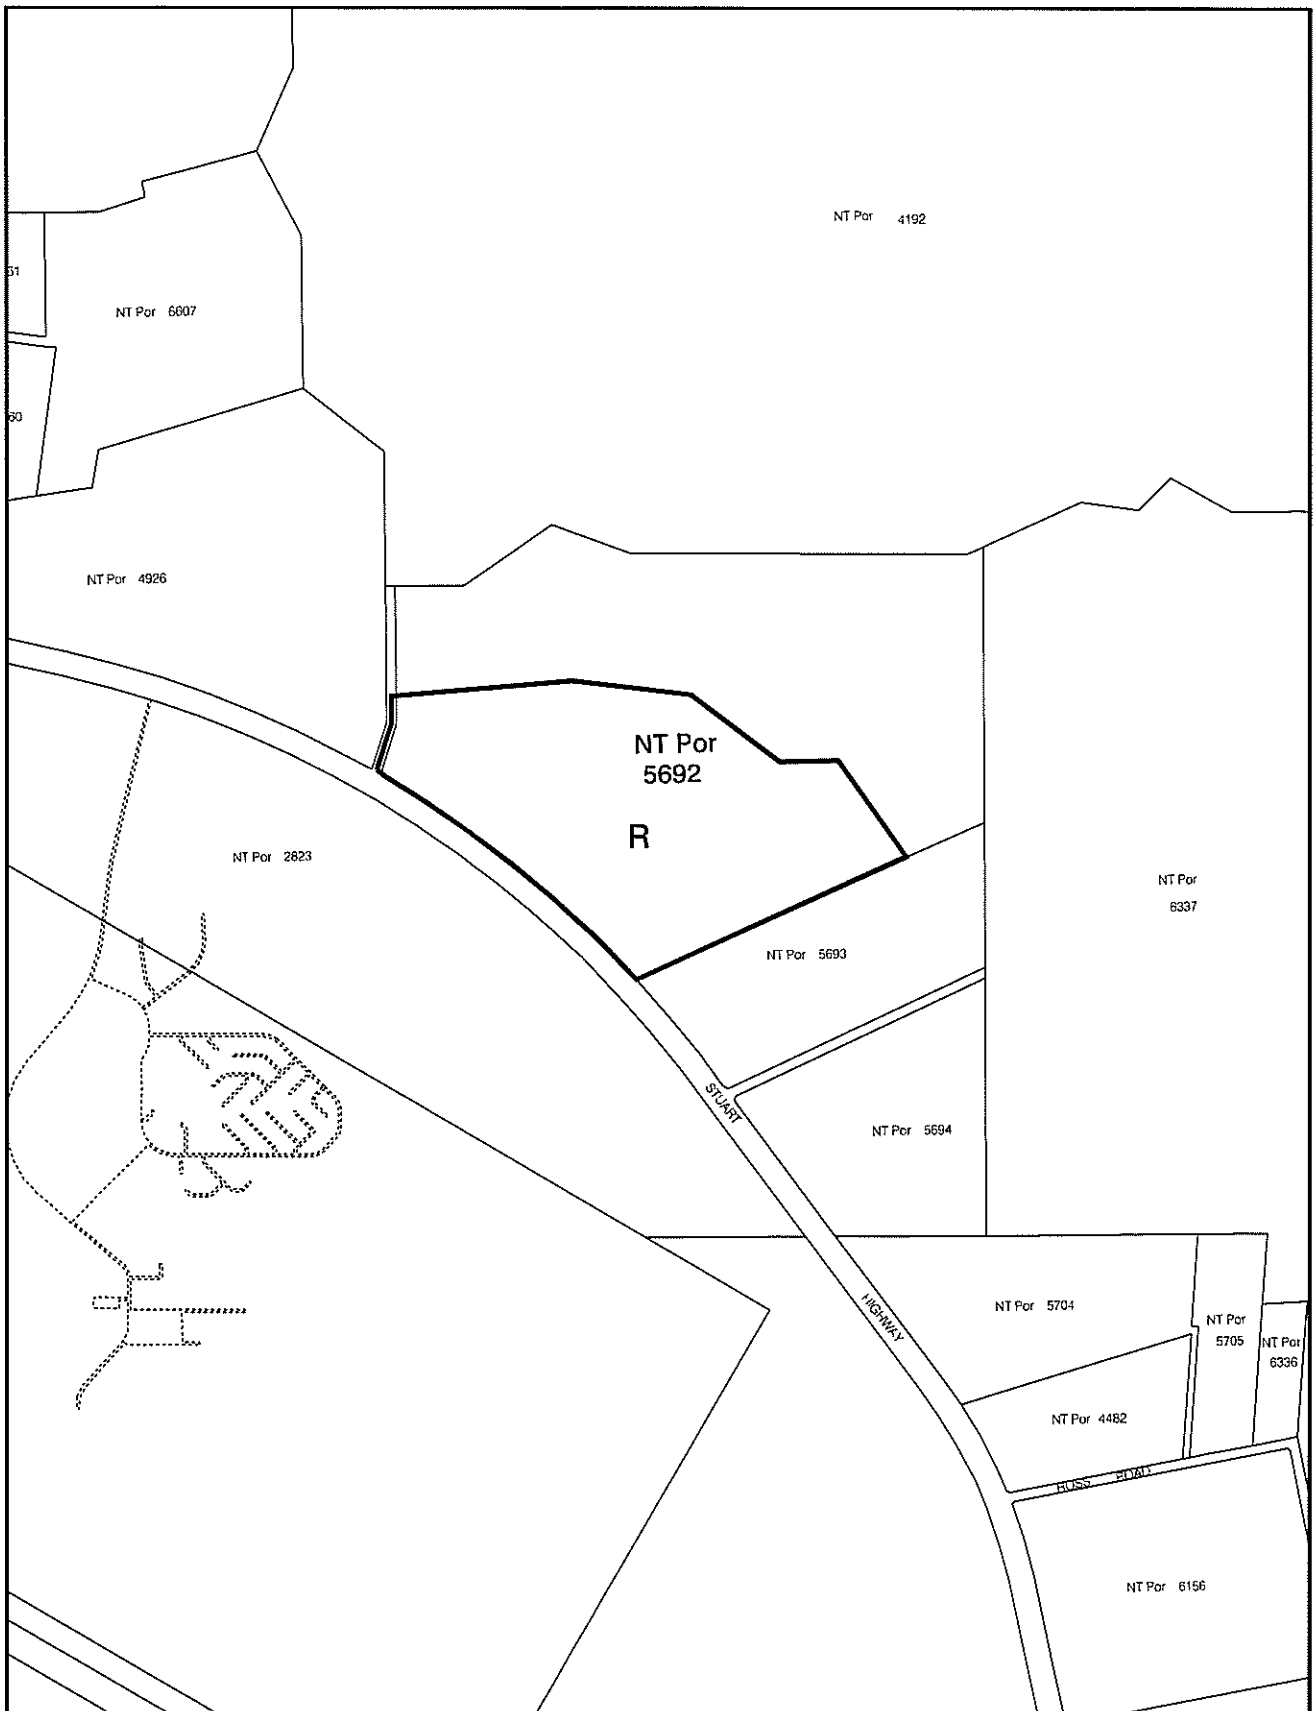 NT Por 4192
51
NT Por 6607
60
NT Por 4926
NT Por
5692
R
NT Por 2823
NT Por
6337
NT Por 5693
STUART
NT Por 5694
HIGHWAY
NT Por 5704
NT Por
5705
NT Por
6336
NT Por 4482
ROSS ROAD
NT Por 6156